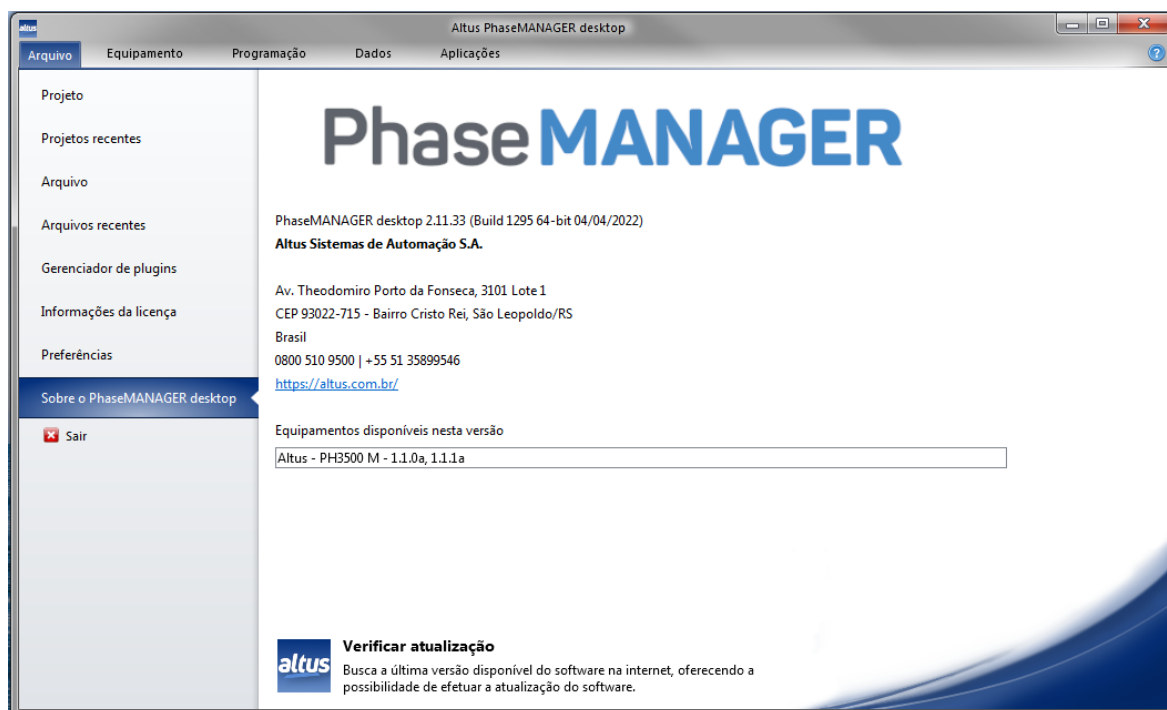 altus
Altus PhaseMANAGER desktop
Arquivo Equipamento Programação Dados Aplicações
?
Projeto
Projetos recentes
Arquivo
Arquivos recentes
Gerenciador de plugins
Informações da licença
Preferências
Sobre o PhaseMANAGER desktop
Sair
PhaseMANAGER
PhaseMANAGER desktop 2.11.33 (Build 1295 64-bit 04/04/2022)
Altus Sistemas de Automação S.A.
Av. Theodomiro Porto da Fonseca, 3101 Lote 1
CEP 93022-715 - Bairro Cristo Rei, São Leopoldo/RS
Brasil
0800 510 9500 | +55 51 35899546
https://altus.com.br/
Equipamentos disponíveis nesta versão
Altus - PH3500 M - 1.1.0a, 1.1.1a
altus
Verificar atualização
Busca a última versão disponível do software na internet, oferecendo a
possibilidade de efetuar a atualização do software.